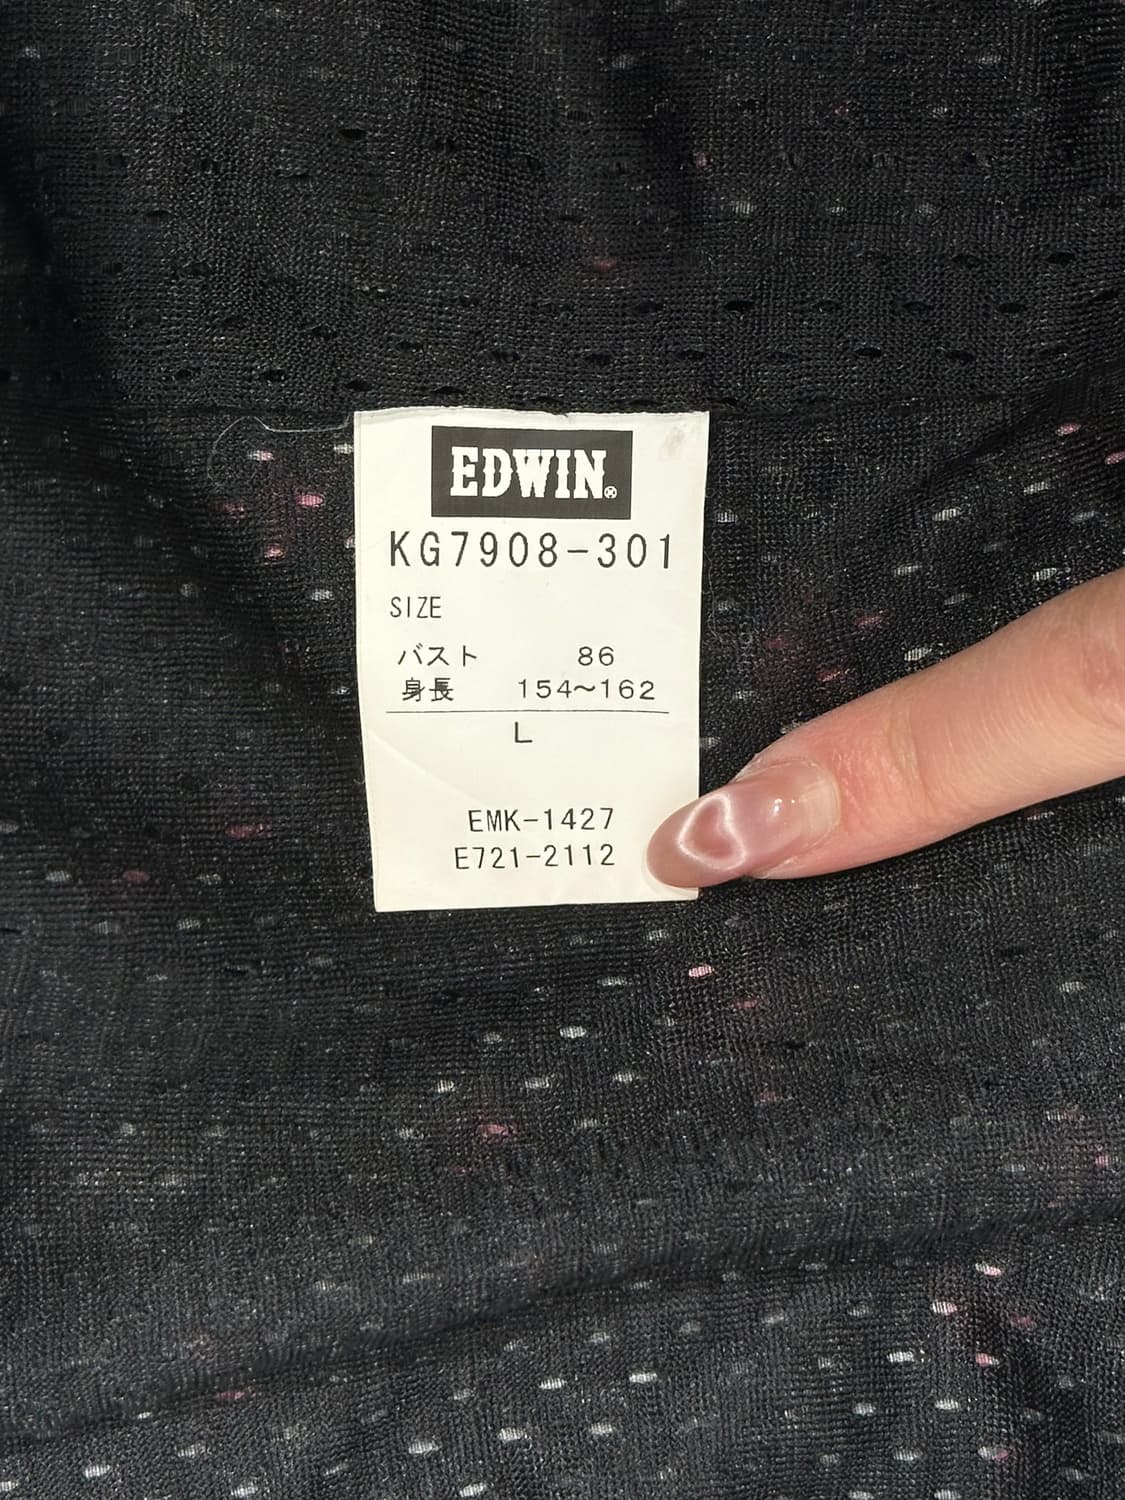 EDWIN®
KG7908-301
SIZE
バスト 86
身長 154~162
L
EMK-1427
E721-2112